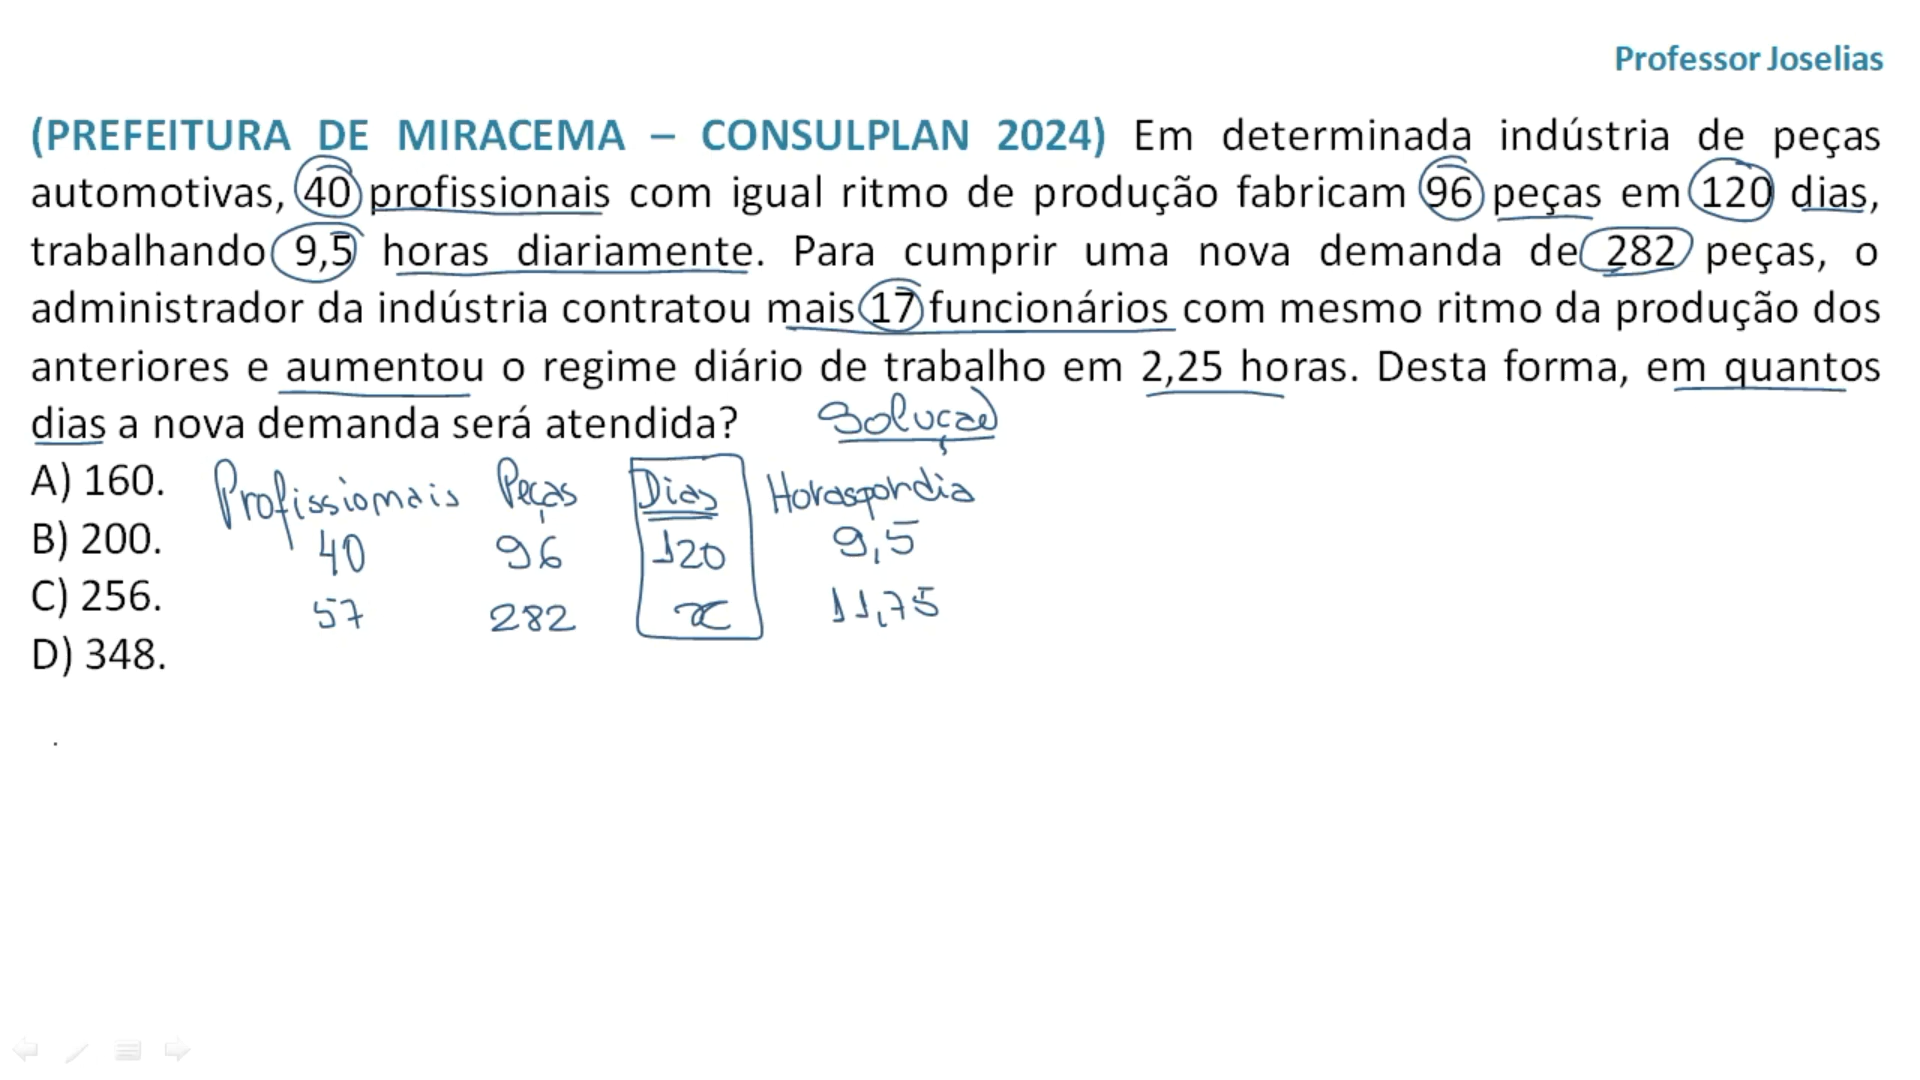 Professor Joselias
(PREFEITURA DE MIRACEMA – CONSULPLAN 2024) Em determinada indústria de peças
automotivas, 40 profissionais com igual ritmo de produção fabricam 96 peças em 120 dias,
trabalhando 9,5 horas diariamente. Para cumprir uma nova demanda de 282 peças, o
administrador da indústria contratou mais 17 funcionários com mesmo ritmo da produção dos
anteriores e aumentou o regime diário de trabalho em 2,25 horas. Desta forma, em quantos
dias a nova demanda será atendida? Solução
A) 160.
B) 200.
C) 256.
D) 348.
Profissionais Peças Dias Horaspordia
40 96 120 9,5
57 282 x 11,75